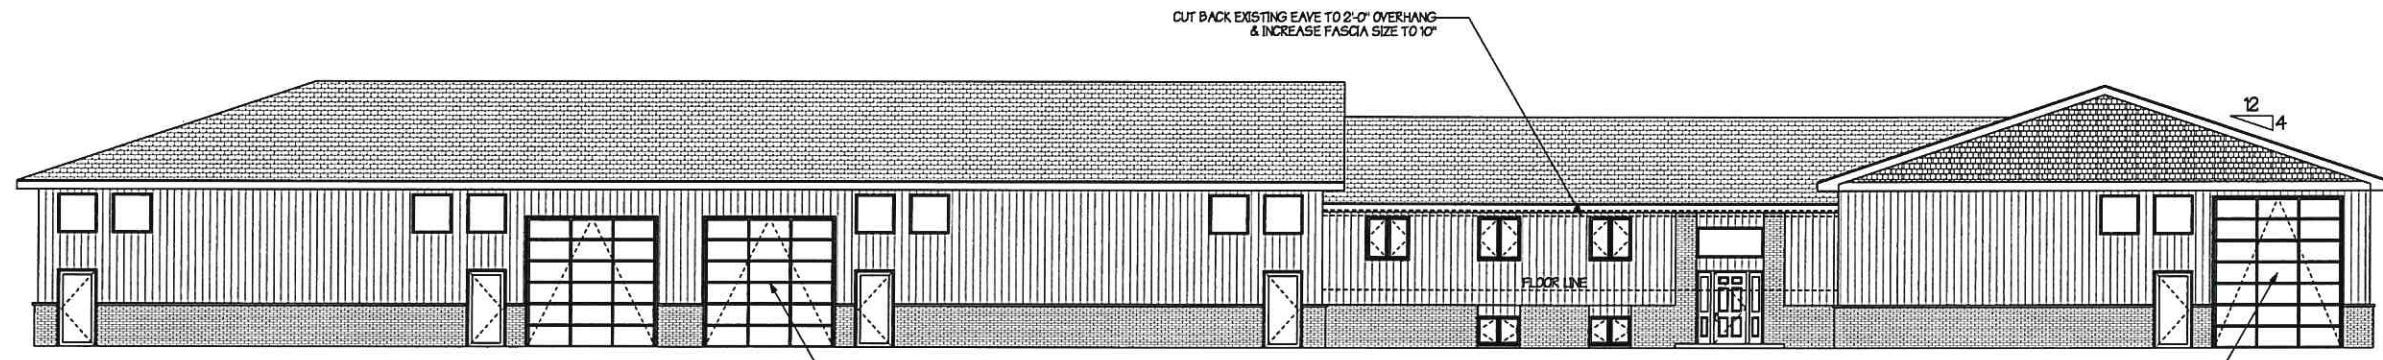 CUT BACK EXISTING EAVE TO 2'-0" OVERHANG
& INCREASE FASCIA SIZE TO 10"
12
4
FLOOR LINE